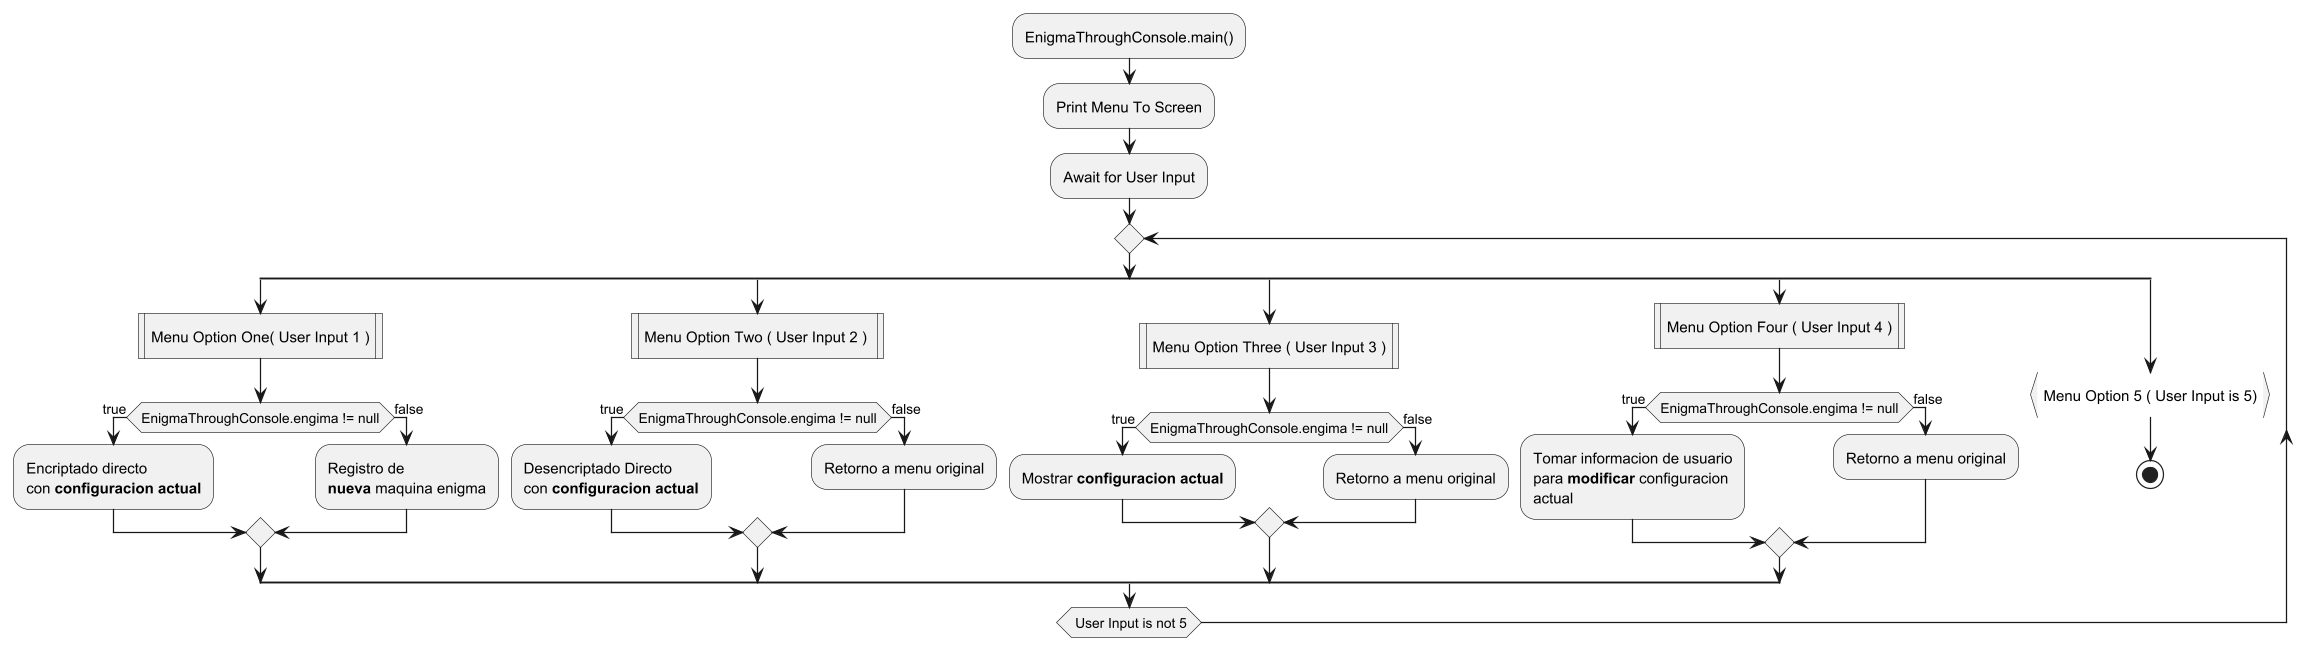 EnigmaThroughConsole.main()
Print Menu To Screen
Await for User Input
Menu Option One( User Input 1 )
true
EnigmaThroughConsole.engima != null
false
Encriptado directo
con configuracion actual
Registro de
nueva maquina enigma
Menu Option Two ( User Input 2 )
true
EnigmaThroughConsole.engima != null
false
Desencriptado Directo
con configuracion actual
Retorno a menu original
Menu Option Three ( User Input 3 )
true
EnigmaThroughConsole.engima != null
false
Mostrar configuracion actual
Retorno a menu original
Menu Option Four ( User Input 4 )
true
EnigmaThroughConsole.engima != null
false
Tomar informacion de usuario
para modificar configuracion
actual
Retorno a menu original
Menu Option 5 ( User Input is 5)
User Input is not 5